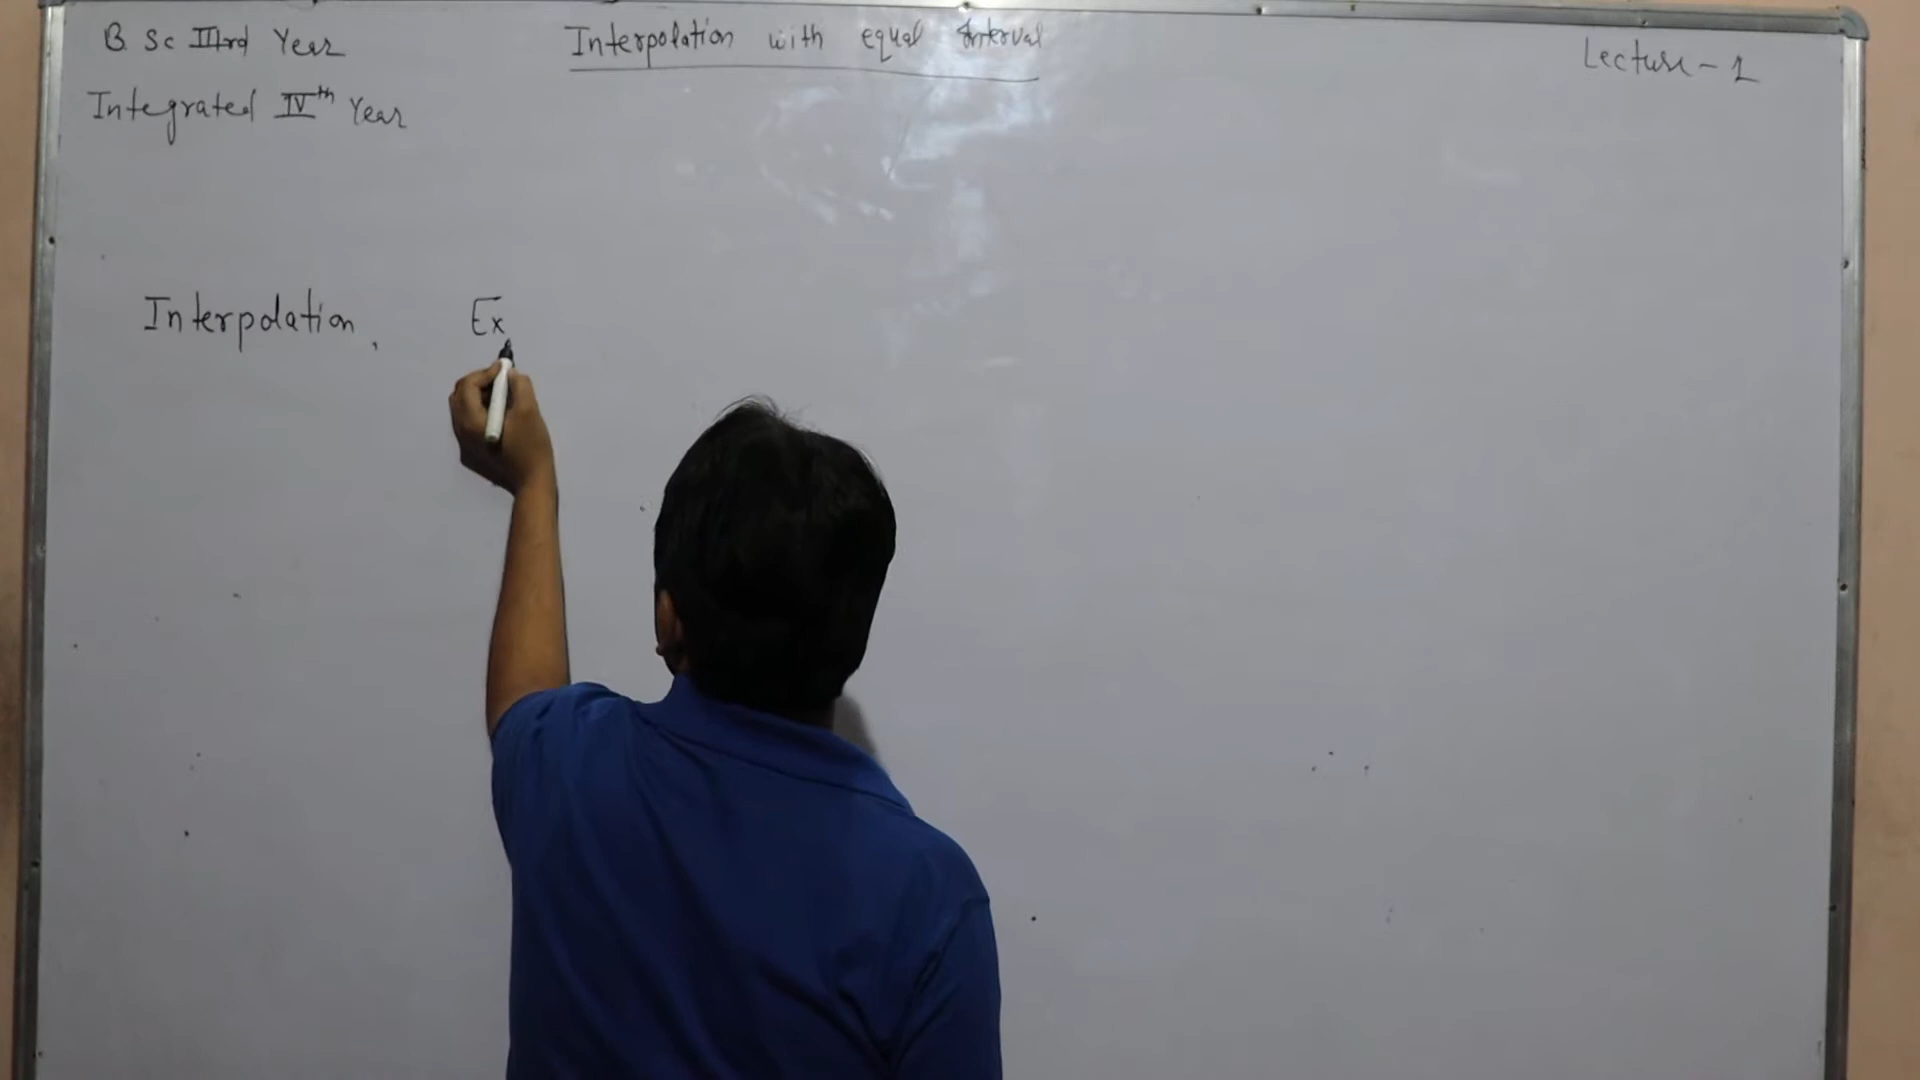 B. Sc IIIrd Year
Integrated IVth Year
Interpolation with equal Interval
Lecture - 1
Interpolation, Ex